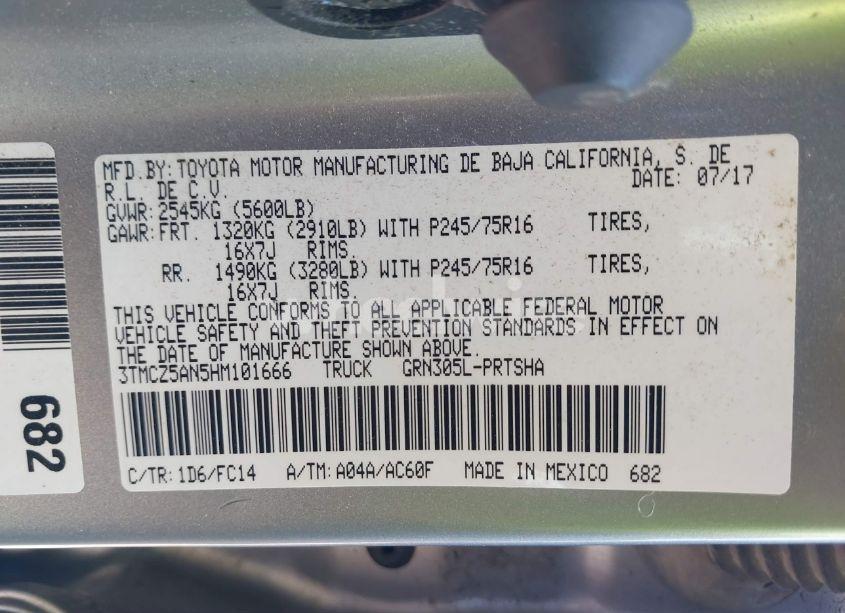 MFD.BY:TOYOTA MOTOR MANUFACTURING DE BAJA CALIFORNIA, S. DE
R.L. DE C.V. DATE: 07/17
GVWR:2545KG (5600LB)
GAWR:FRT. 1320KG (2910LB) WITH P245/75R16 TIRES,
16X7J RIMS.
RR. 1490KG (3280LB) WITH P245/75R16 TIRES,
16X7J RIMS.
THIS VEHICLE CONFORMS TO ALL APPLICABLE FEDERAL MOTOR
VEHICLE SAFETY AND THEFT PREVENTION STANDARDS IN EFFECT ON
THE DATE OF MANUFACTURE SHOWN ABOVE.
3TMCZ5AN5HM101666 TRUCK GRN305L-PRTSHA
C/TR:1D6/FC14 A/TM:A04A/AC60F MADE IN MEXICO 682
682